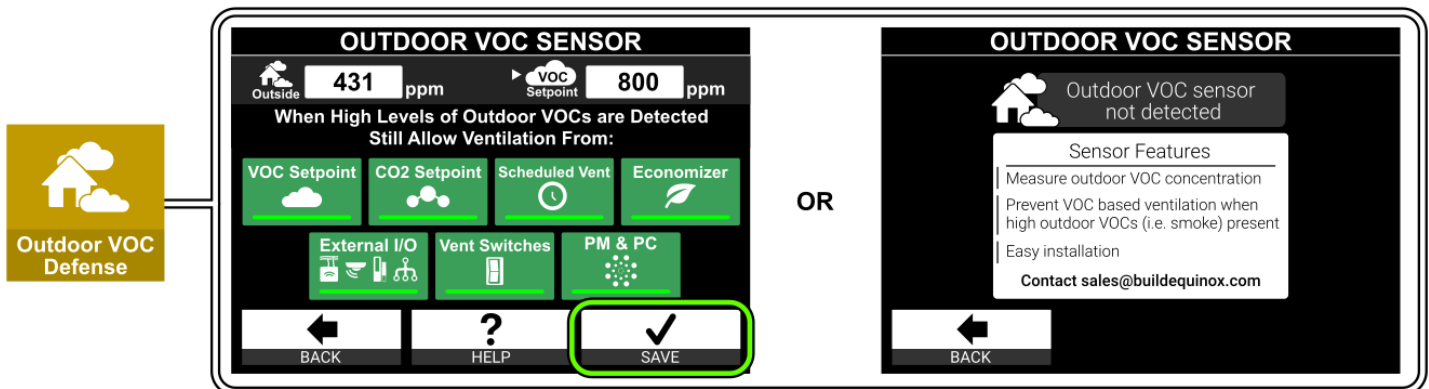 Outdoor VOC
Defense
OUTDOOR VOC SENSOR
Outside
431
ppm
VOC
Setpoint
800
ppm
When High Levels of Outdoor VOCs are Detected
Still Allow Ventilation From:
VOC Setpoint
CO2 Setpoint
Scheduled Vent
Economizer
External I/O
Vent Switches
PM & PC
BACK
?
HELP
SAVE
OR
OUTDOOR VOC SENSOR
Outdoor VOC sensor
not detected
Sensor Features
Measure outdoor VOC concentration
Prevent VOC based ventilation when
high outdoor VOCs (i.e. smoke) present
Easy installation
Contact sales@buildequinox.com
BACK